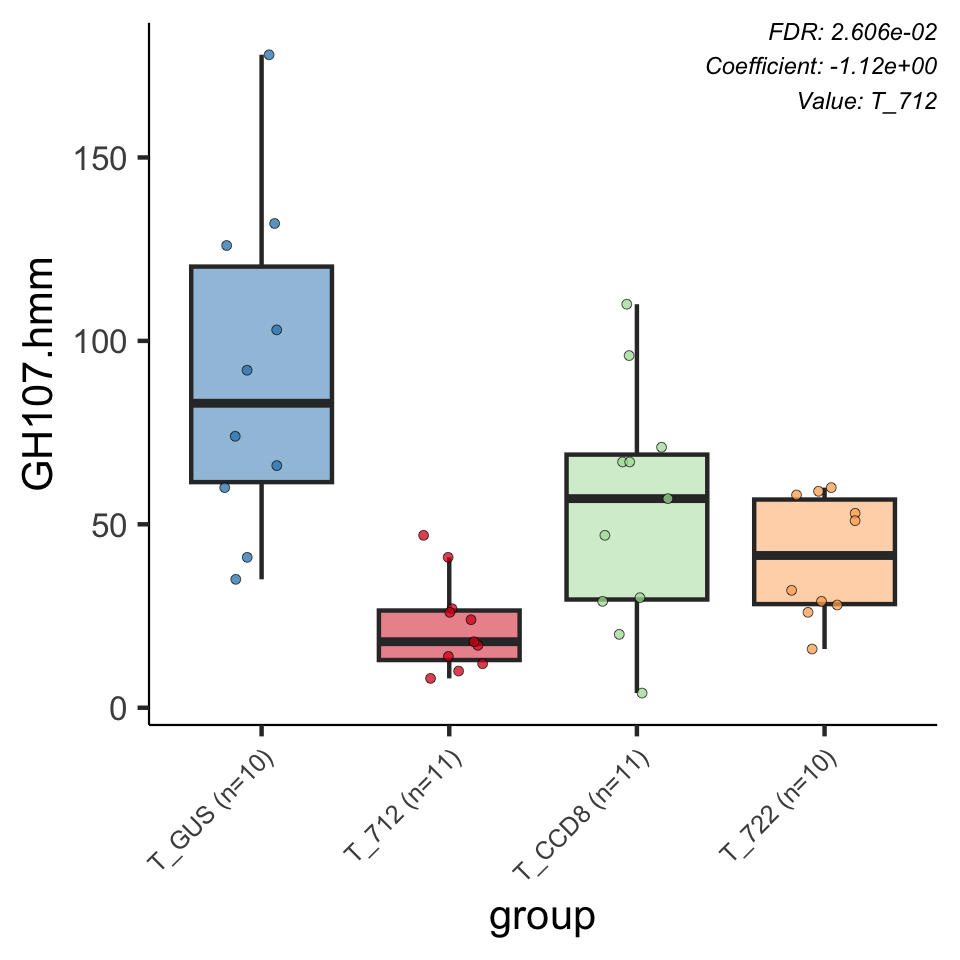 FDR: 2.606e-02
Coefficient: -1.12e+00
Value: T_712
GH107.hmm
150
100
50
0
T_GUS (n=10)
T_712 (n=11)
T_CCD8 (n=11)
T_722 (n=10)
group